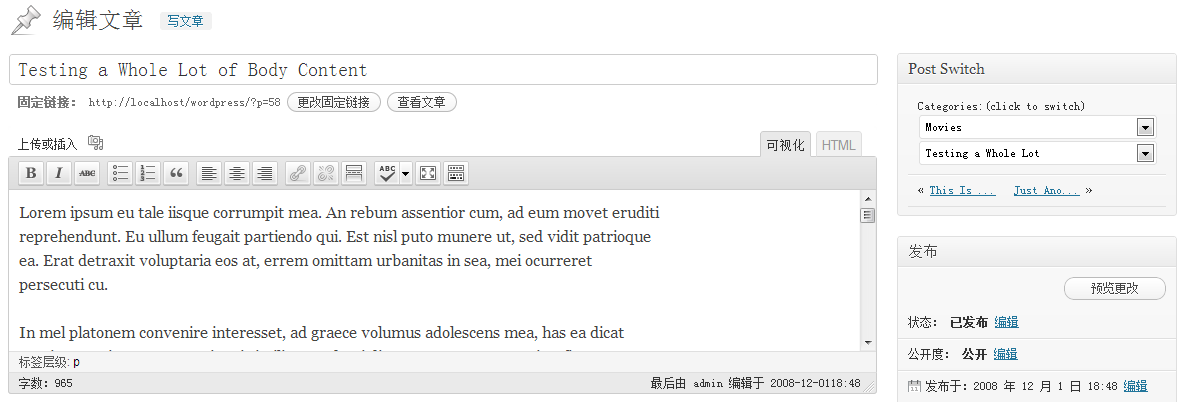 编辑文章 写文章
Testing a Whole Lot of Body Content
固定链接: http://localhost/wordpress/?p=58 更改固定链接 查看文章
上传或插入 可视化 HTML
B I ABC ABC
Lorem ipsum eu tale iisque corrumpit mea. An rebum assentior cum, ad eum movet eruditi
reprehendunt. Eu ullum feugait partiendo qui. Est nisl puto munere ut, sed vidit patrioque
ea. Erat detraxit voluptaria eos at, errem omittam urbanitas in sea, mei ocurreret
persecuti cu.
In mel platonem convenire interesset, ad graece volumus adolescens mea, has ea dicat
标签层级: p
字数: 965 最后由 admin 编辑于 2008-12-0118:48
Post Switch
Categories:(click to switch)
Movies
Testing a Whole Lot
« This Is ... Just Ano... »
发布
预览更改
状态: 已发布 编辑
公开度: 公开 编辑
11 发布于: 2008 年 12 月 1 日 18:48 编辑